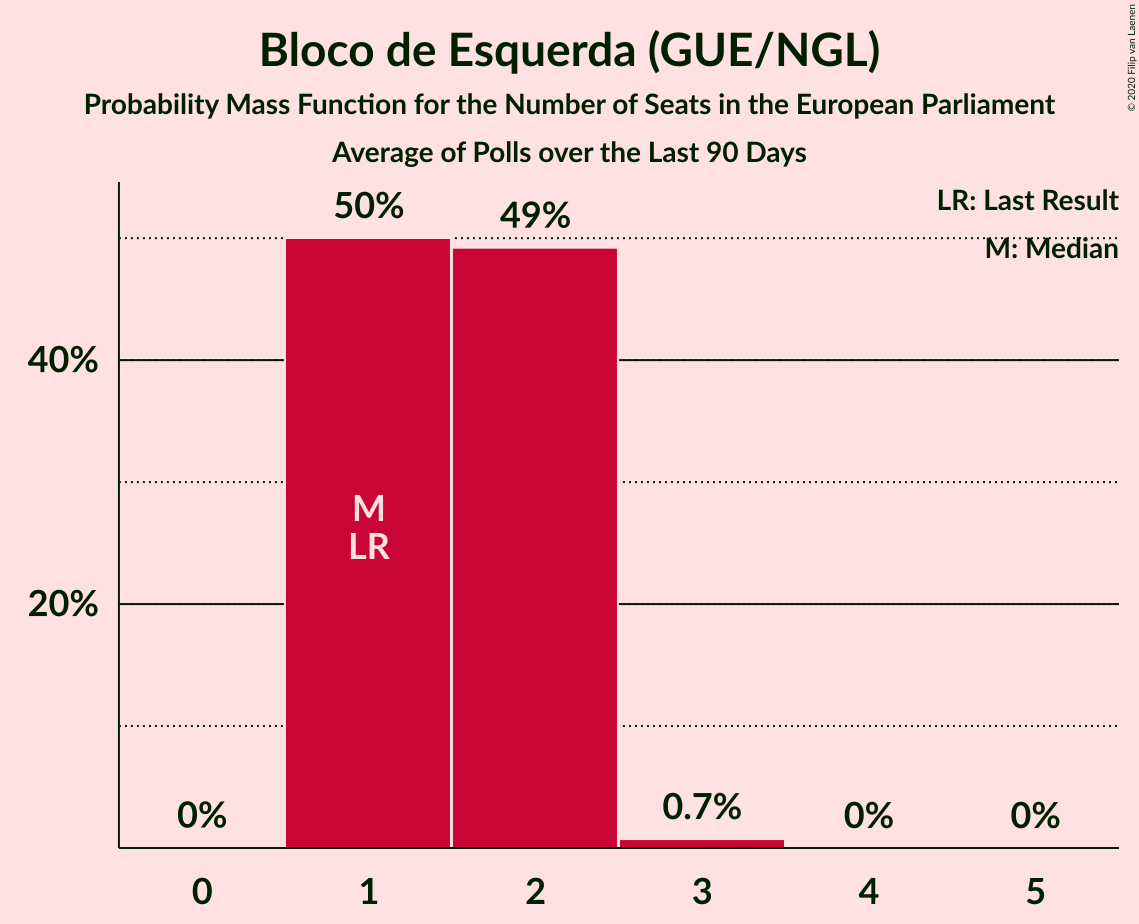 Bloco de Esquerda (GUE/NGL)
Probability Mass Function for the Number of Seats in the European Parliament
Average of Polls over the Last 90 Days
© 2020 Filip van Laenen
LR: Last Result
M: Median
50%
49%
40%
M
LR
20%
0%
0.7%
0%
0%
0 1 2 3 4 5